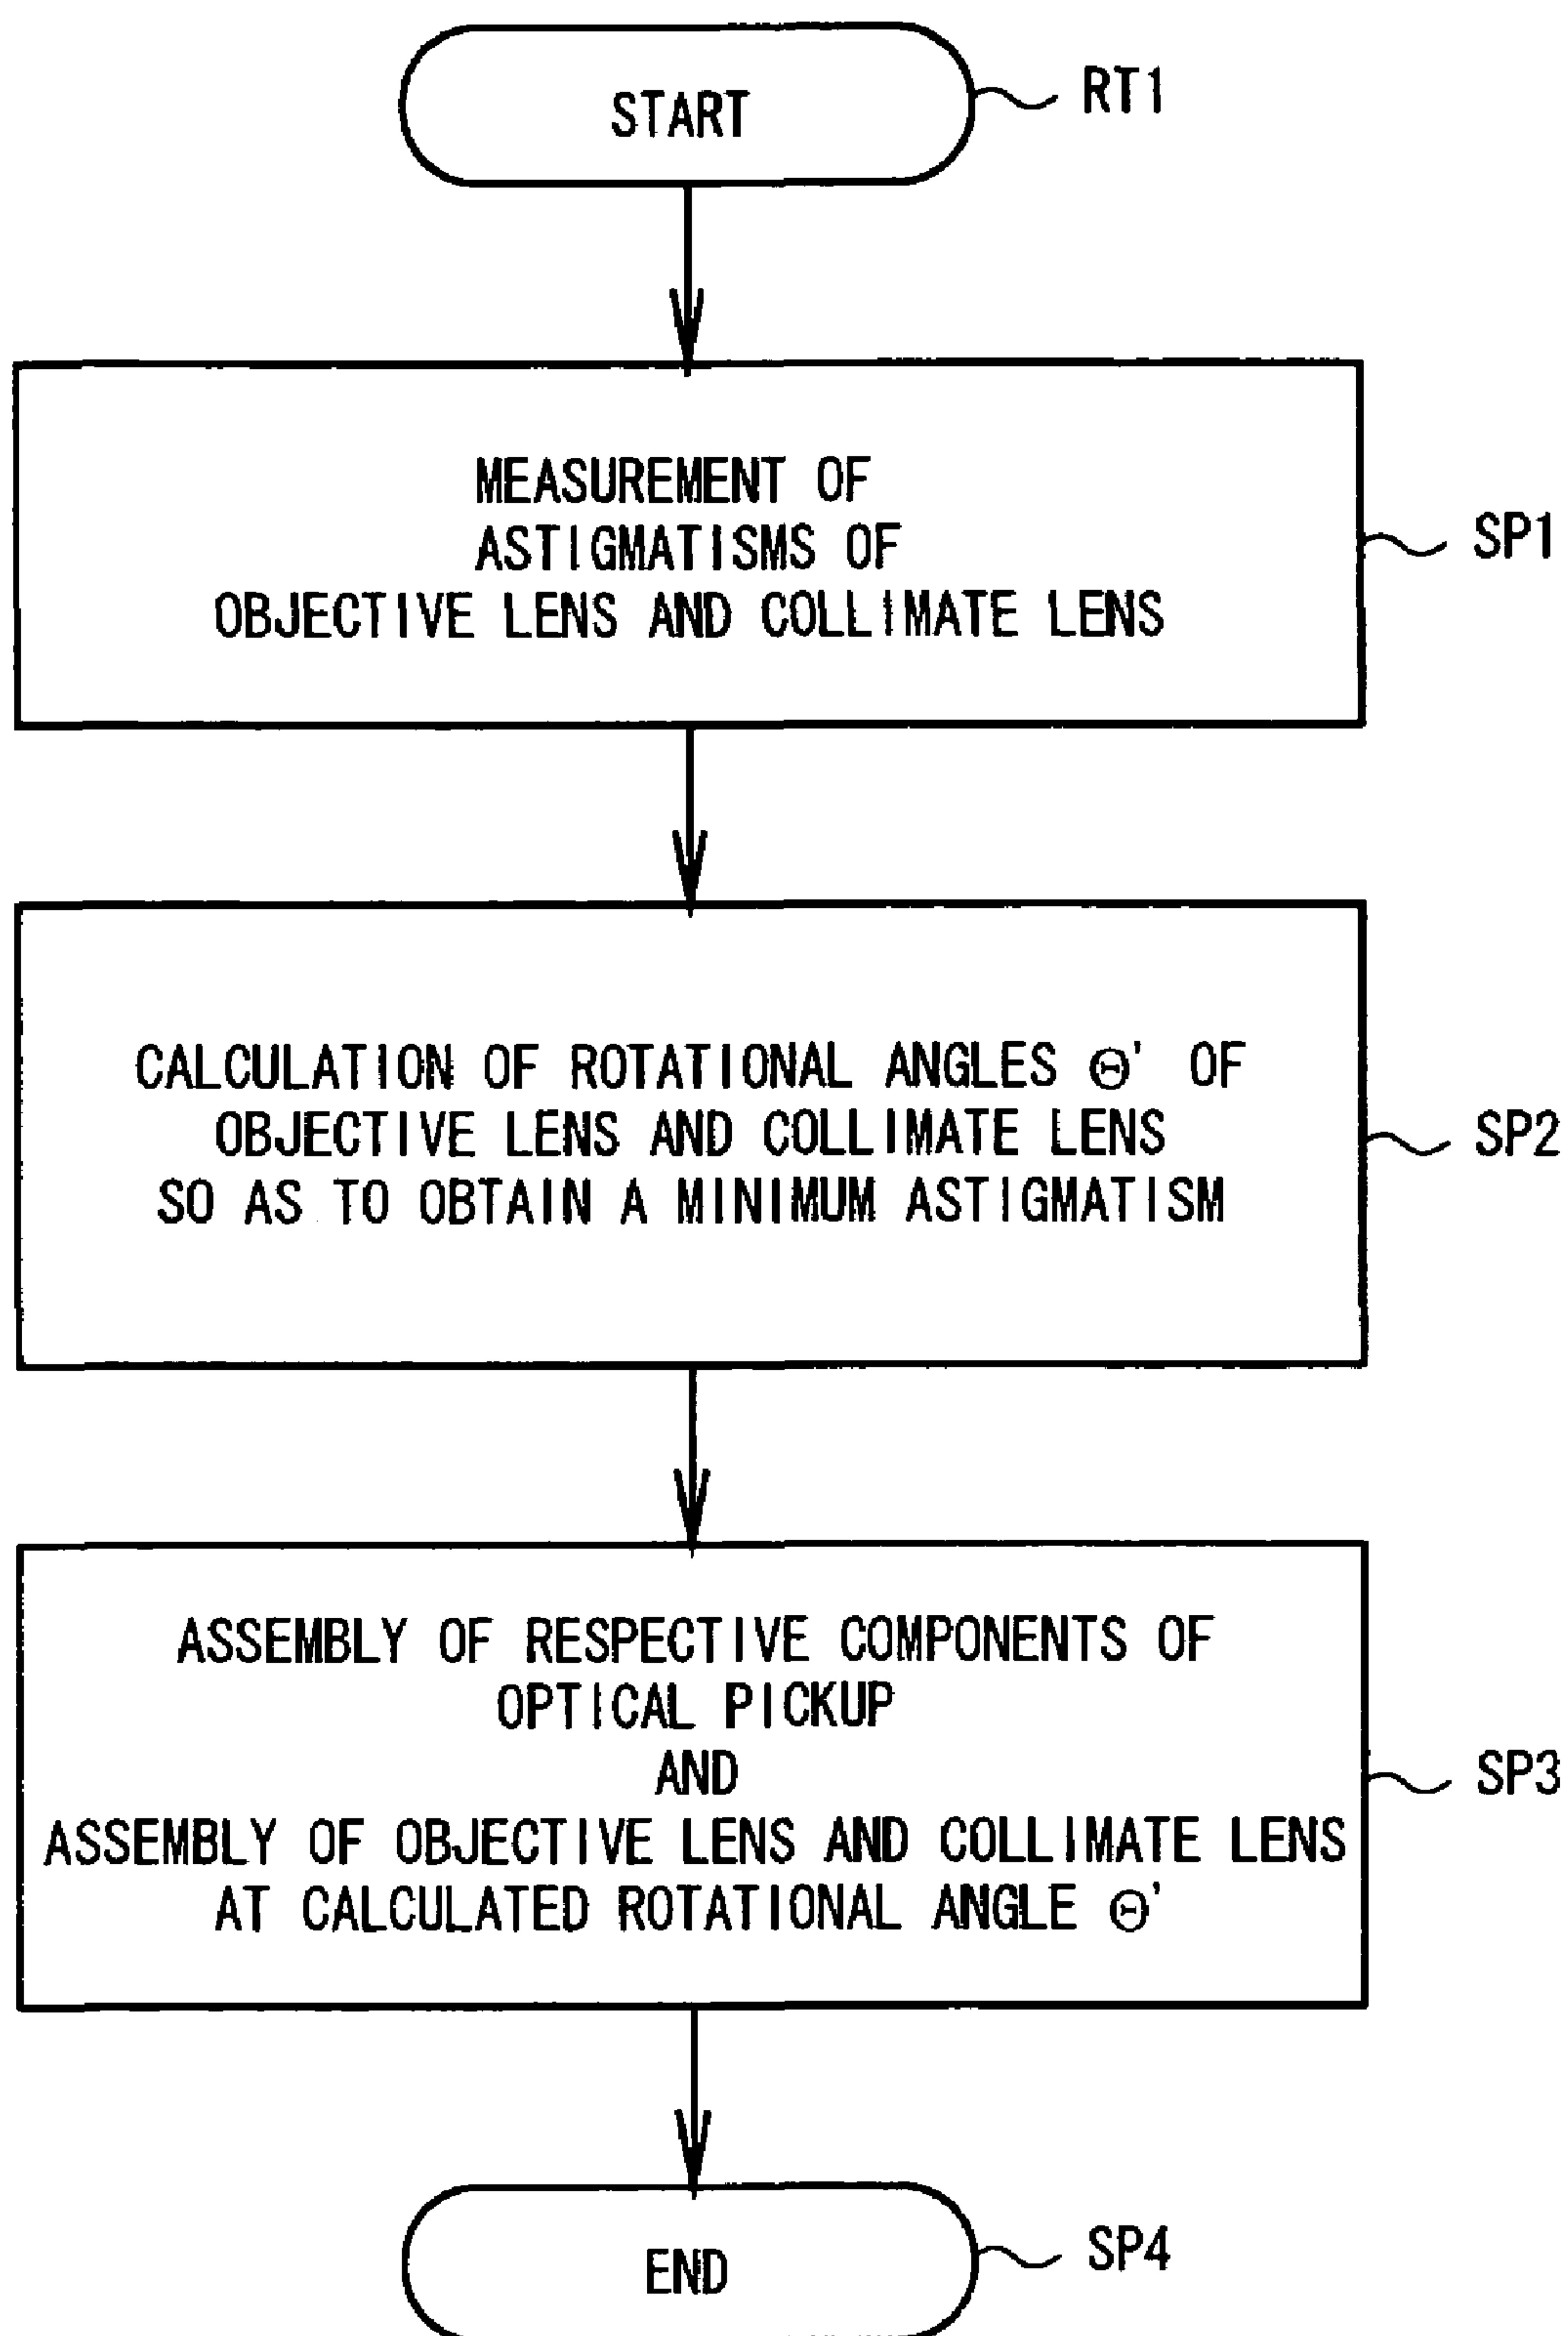 START
RT1
MEASUREMENT OF
ASTIGMATISMS OF
OBJECTIVE LENS AND COLLIMATE LENS
SP1
CALCULATION OF ROTATIONAL ANGLES Θ' OF
OBJECTIVE LENS AND COLLIMATE LENS
SO AS TO OBTAIN A MINIMUM ASTIGMATISM
SP2
ASSEMBLY OF RESPECTIVE COMPONENTS OF
OPTICAL PICKUP
AND
ASSEMBLY OF OBJECTIVE LENS AND COLLIMATE LENS
AT CALCULATED ROTATIONAL ANGLE Θ'
SP3
END
SP4